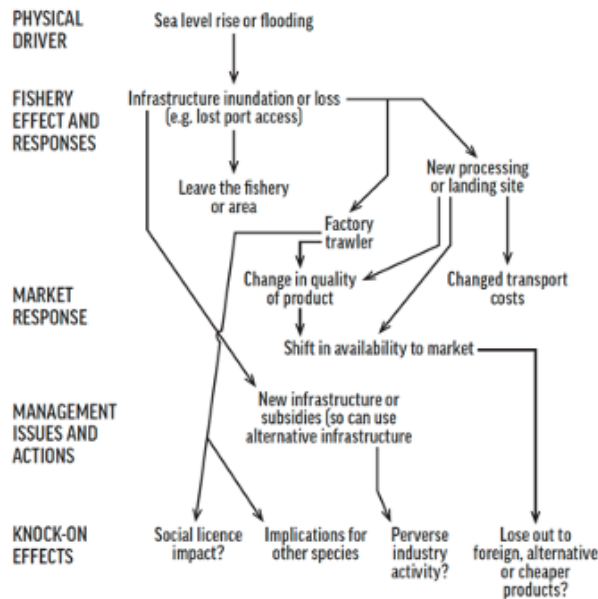 PHYSICAL
DRIVER
Sea level rise or flooding
FISHERY
EFFECT AND
RESPONSES
Infrastructure inundation or loss
(e.g. lost port access)
Leave the fishery
or area
New processing
or landing site
Factory
trawler
MARKET
RESPONSE
Change in quality
of product
Changed transport
costs
Shift in availability to market
MANAGEMENT
ISSUES AND
ACTIONS
New infrastructure or
subsidies (so can use
alternative infrastructure
KNOCK-ON
EFFECTS
Social licence
impact?
Implications for
other species
Perverse
industry
activity?
Lose out to
foreign, alternative
or cheaper
products?